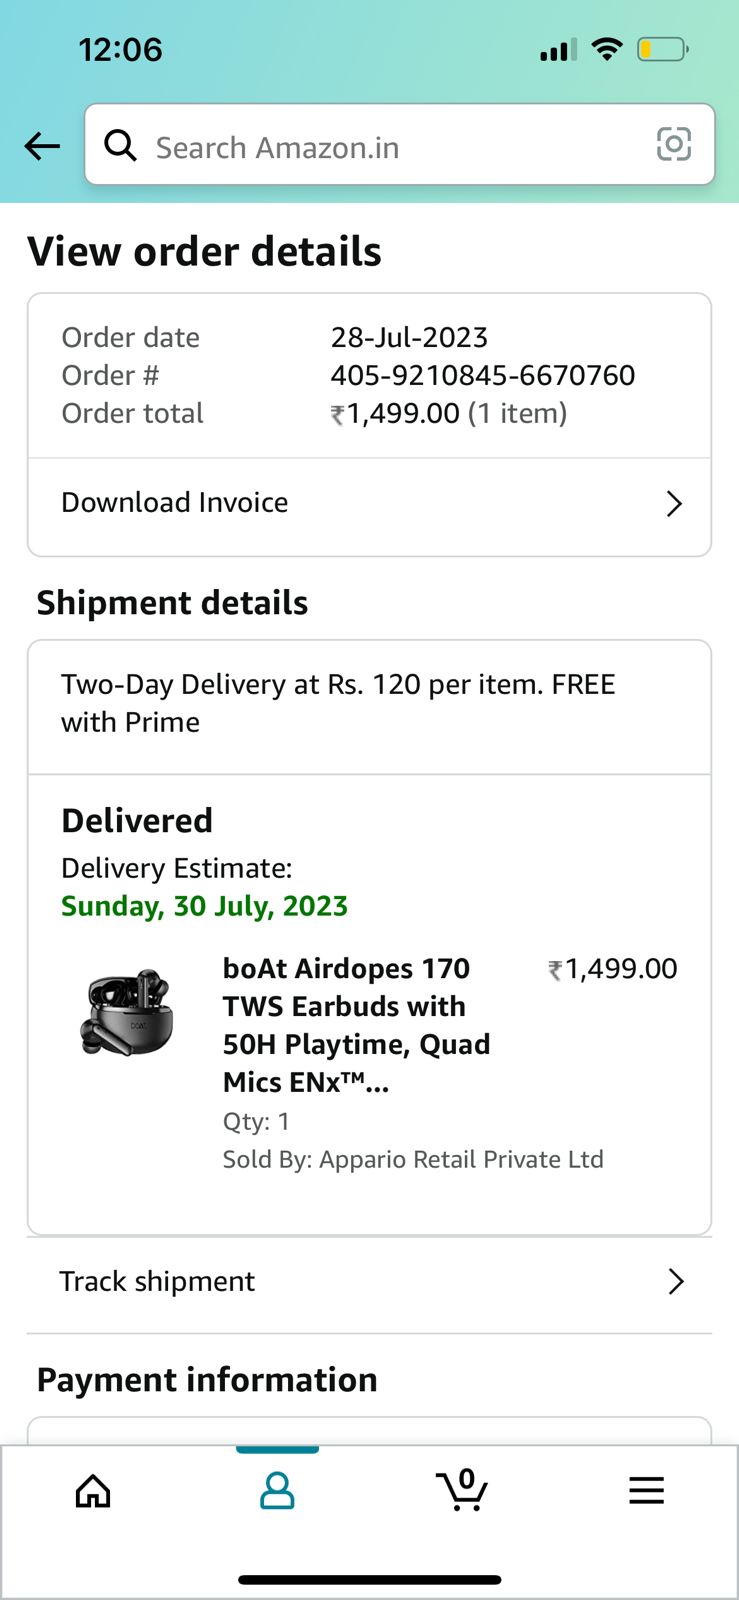 12:06
Search Amazon.in
View order details
Order date 28-Jul-2023
Order # 405-9210845-6670760
Order total ₹1,499.00 (1 item)
Download Invoice
Shipment details
Two-Day Delivery at Rs. 120 per item. FREE
with Prime
Delivered
Delivery Estimate:
Sunday, 30 July, 2023
boAt Airdopes 170 ₹1,499.00
TWS Earbuds with
50H Playtime, Quad
Mics ENx™...
Qty: 1
Sold By: Appario Retail Private Ltd
Track shipment
Payment information
0